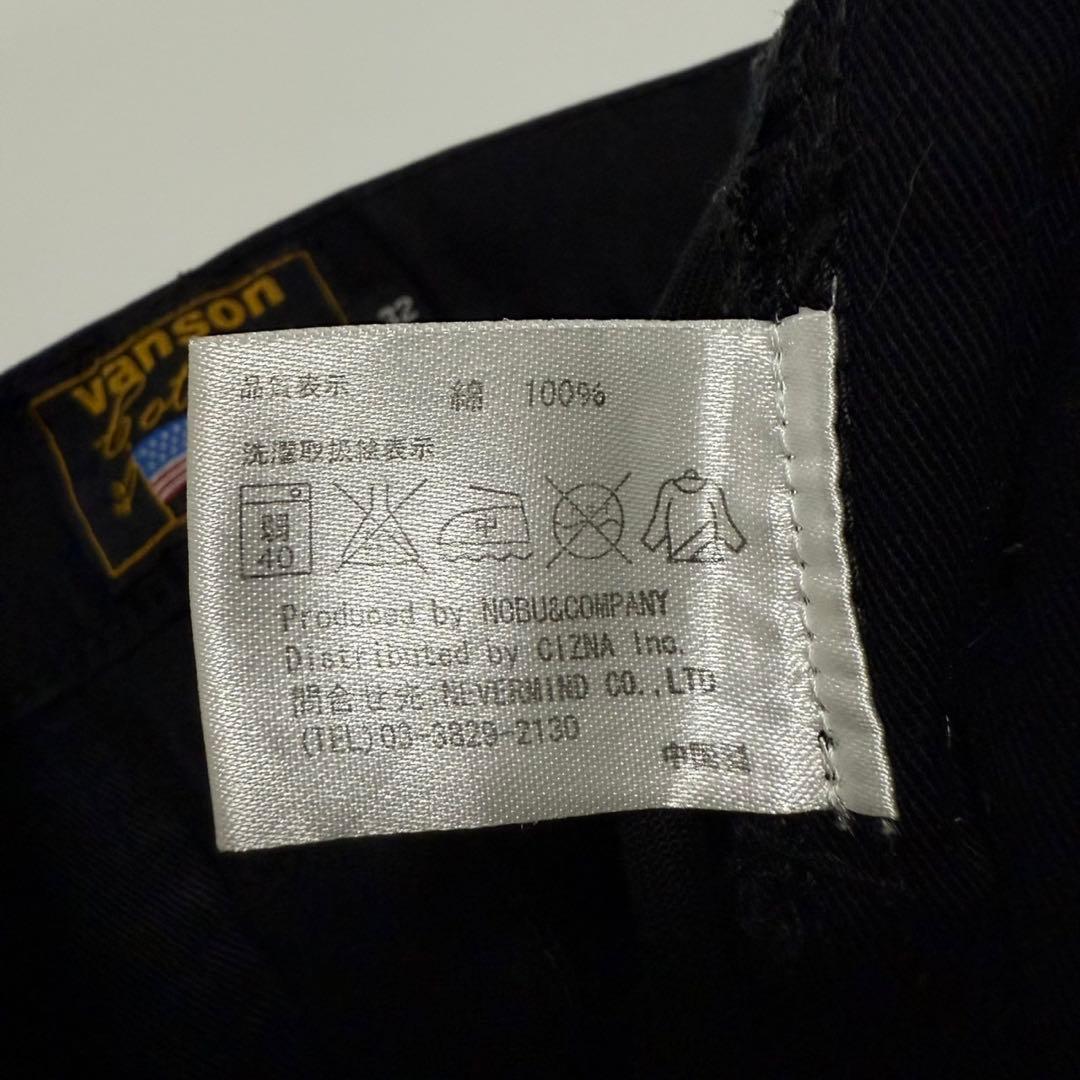 vanson
32
品質表示 綿 100%
洗濯取扱絵表示
弱
40
中
Produced by NOBU&COMPANY
Distributed by CIZNA Inc.
問合せ先 NEVERMIND CO.,LTD
(TEL)03-3829-2130
中国製